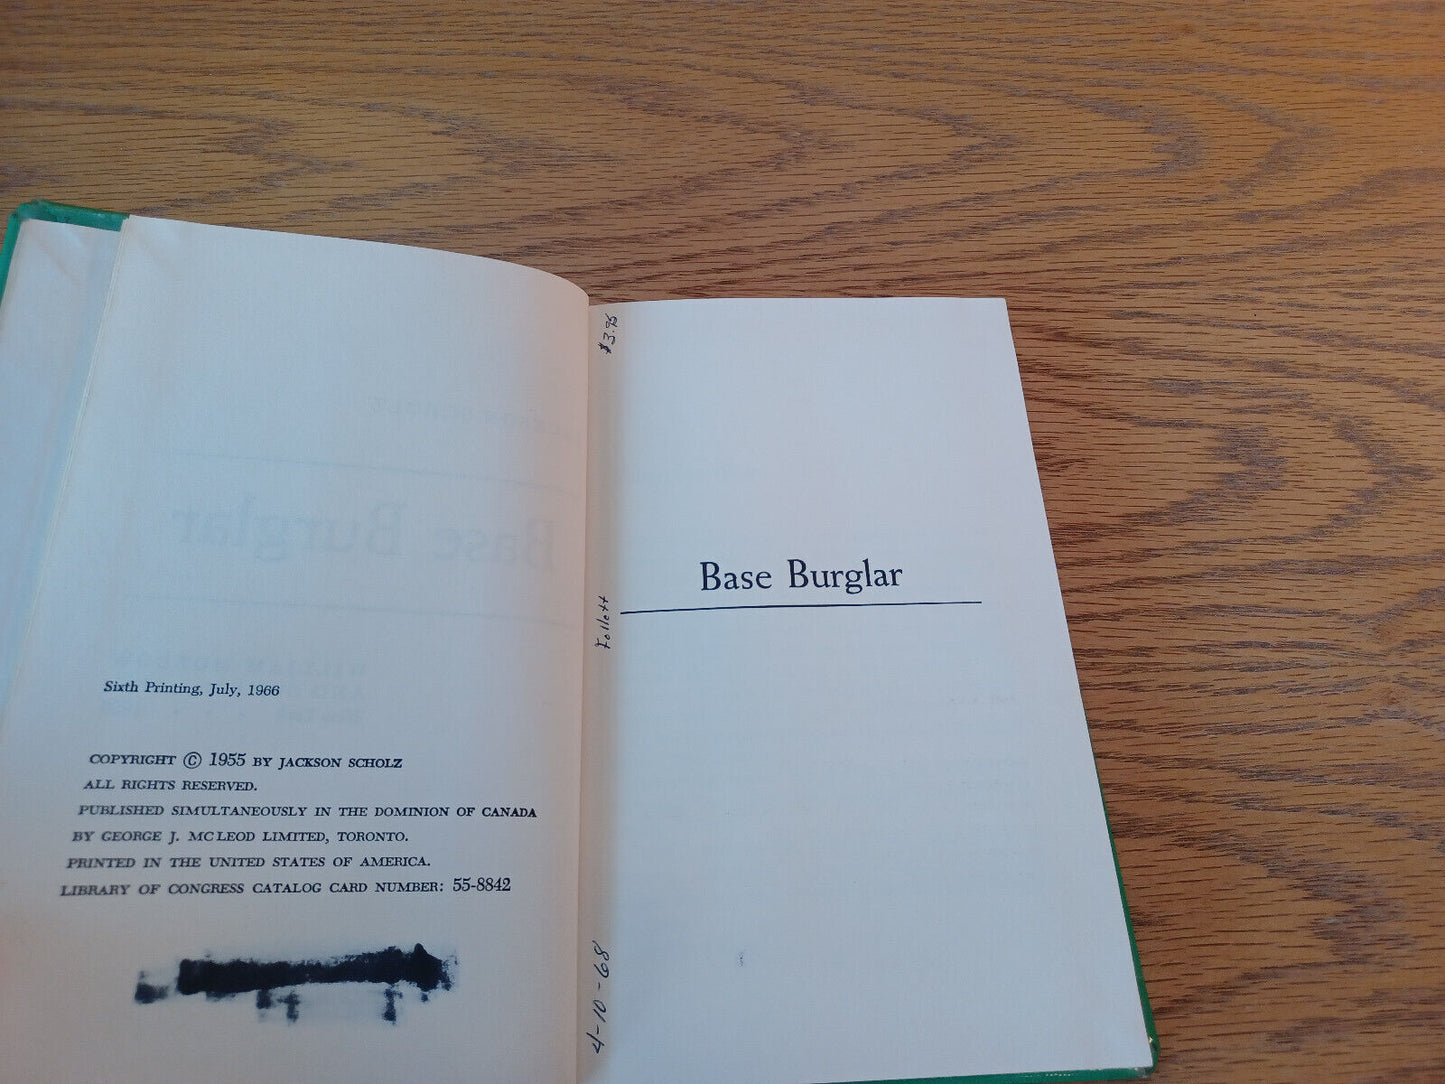 Sixth Printing, July, 1966
COPYRIGHT © 1955 BY JACKSON SCHOLZ
ALL RIGHTS RESERVED.
PUBLISHED SIMULTANEOUSLY IN THE DOMINION OF CANADA
BY GEORGE J. MCLEOD LIMITED, TORONTO.
PRINTED IN THE UNITED STATES OF AMERICA.
LIBRARY OF CONGRESS CATALOG CARD NUMBER: 55-8842
$3.95
Follett
4-10-68
Base Burglar